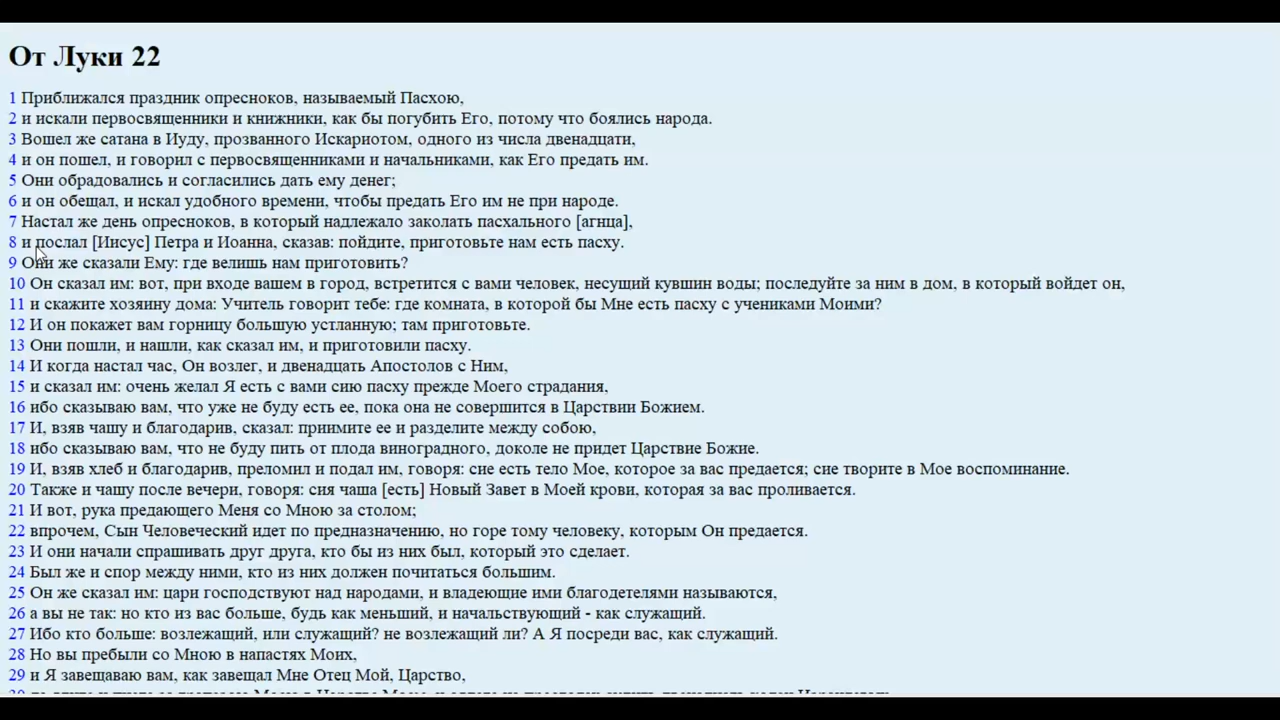 От Луки 22
1 Приближался праздник опресноков, называемый Пасхою,
2 и искали первосвященники и книжники, как бы погубить Его, потому что боялись народа.
3 Вошел же сатана в Иуду, прозванного Искариотом, одного из числа двенадцати,
4 и он пошел, и говорил с первосвященниками и начальниками, как Его предать им.
5 Они обрадовались и согласились дать ему денег;
6 и он обещал, и искал удобного времени, чтобы предать Его им не при народе.
7 Настал же день опресноков, в который надлежало заколать пасхального [агнца],
8 и послал [Иисус] Петра и Иоанна, сказав: пойдите, приготовьте нам есть пасху.
9 Они же сказали Ему: где велишь нам приготовить?
10 Он сказал им: вот, при входе вашем в город, встретится с вами человек, несущий кувшин воды; последуйте за ним в дом, в который войдет он,
11 и скажите хозяину дома: Учитель говорит тебе: где комната, в которой бы Мне есть пасху с учениками Моими?
12 И он покажет вам горницу большую устланную; там приготовьте.
13 Они пошли, и нашли, как сказал им, и приготовили пасху.
14 И когда настал час, Он возлег, и двенадцать Апостолов с Ним,
15 и сказал им: очень желал Я есть с вами сию пасху прежде Моего страдания,
16 ибо сказываю вам, что уже не буду есть ее, пока она не совершится в Царствии Божием.
17 И, взяв чашу и благодарив, сказал: приимите ее и разделите между собою,
18 ибо сказываю вам, что не буду пить от плода виноградного, доколе не придет Царствие Божие.
19 И, взяв хлеб и благодарив, преломил и подал им, говоря: сие есть тело Мое, которое за вас предается; сие творите в Мое воспоминание.
20 Также и чашу после вечери, говоря: сия чаша [есть] Новый Завет в Моей крови, которая за вас проливается.
21 И вот, рука предающего Меня со Мною за столом;
22 впрочем, Сын Человеческий идет по предназначению, но горе тому человеку, которым Он предается.
23 И они начали спрашивать друг друга, кто бы из них был, который это сделает.
24 Был же и спор между ними, кто из них должен почитаться большим.
25 Он же сказал им: цари господствуют над народами, и владеющие ими благодетелями называются,
26 а вы не так: но кто из вас больше, будь как меньший, и начальствующий - как служащий.
27 Ибо кто больше: возлежащий, или служащий? не возлежащий ли? А Я посреди вас, как служащий.
28 Но вы пребыли со Мною в напастях Моих,
29 и Я завещаваю вам, как завещал Мне Отец Мой, Царство,